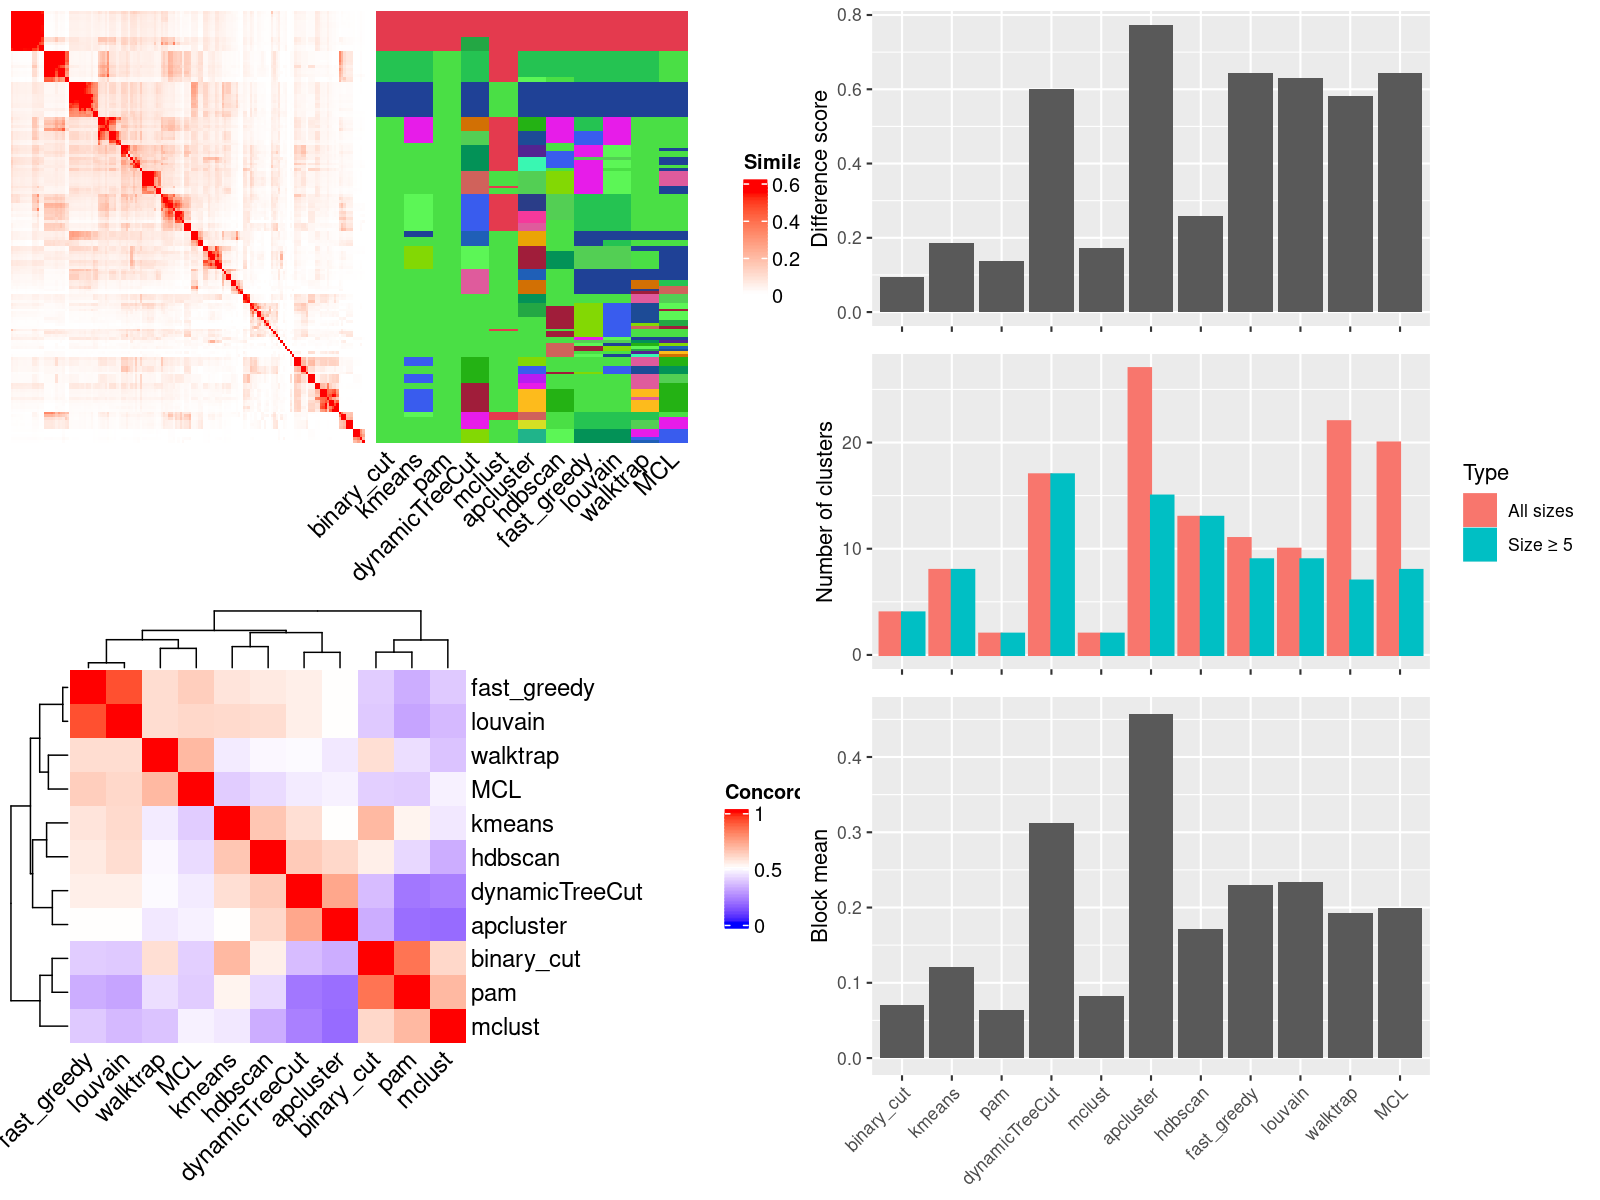 Simila
0.6
0.4
0.2
0
binary_cut
kmeans
pam
dynamicTreeCut
mclust
apcluster
hdbscan
fast_greedy
louvain
walktrap
MCL
Difference score
0.8
0.6
0.4
0.2
0.0
Number of clusters
20
10
0
Type
All sizes
Size ≥ 5
fast_greedy
louvain
walktrap
MCL
kmeans
hdbscan
dynamicTreeCut
apcluster
binary_cut
pam
mclust
fast_greedy
louvain
walktrap
MCL
kmeans
hdbscan
dynamicTreeCut
apcluster
binary_cut
pam
mclust
Concord
1
0.5
0
Block mean
0.4
0.3
0.2
0.1
0.0
binary_cut
kmeans
pam
dynamicTreeCut
mclust
apcluster
hdbscan
fast_greedy
louvain
walktrap
MCL